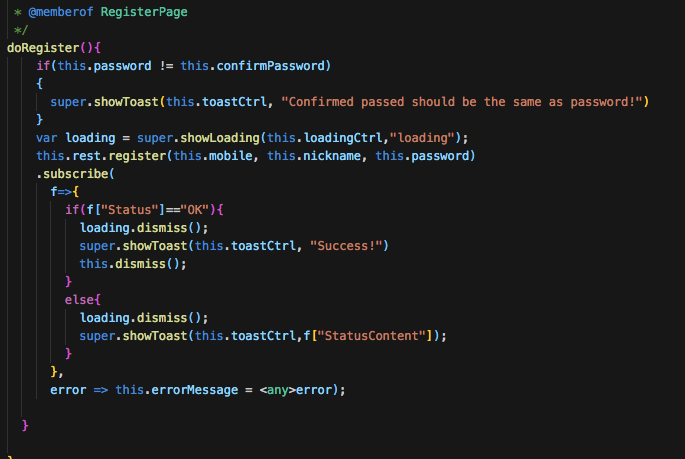 * @memberof RegisterPage
*/
doRegister(){
if(this.password != this.confirmPassword)
{
super.showToast(this.toastCtrl, "Confirmed passed should be the same as password!")
}
var loading = super.showLoading(this.loadingCtrl,"loading");
this.rest.register(this.mobile, this.nickname, this.password)
.subscribe(
f=>{
if(f["Status"]=="OK"){
loading.dismiss();
super.showToast(this.toastCtrl, "Success!")
this.dismiss();
}
else{
loading.dismiss();
super.showToast(this.toastCtrl,f["StatusContent"]);
}
},
error => this.errorMessage = <any>error);
}
}